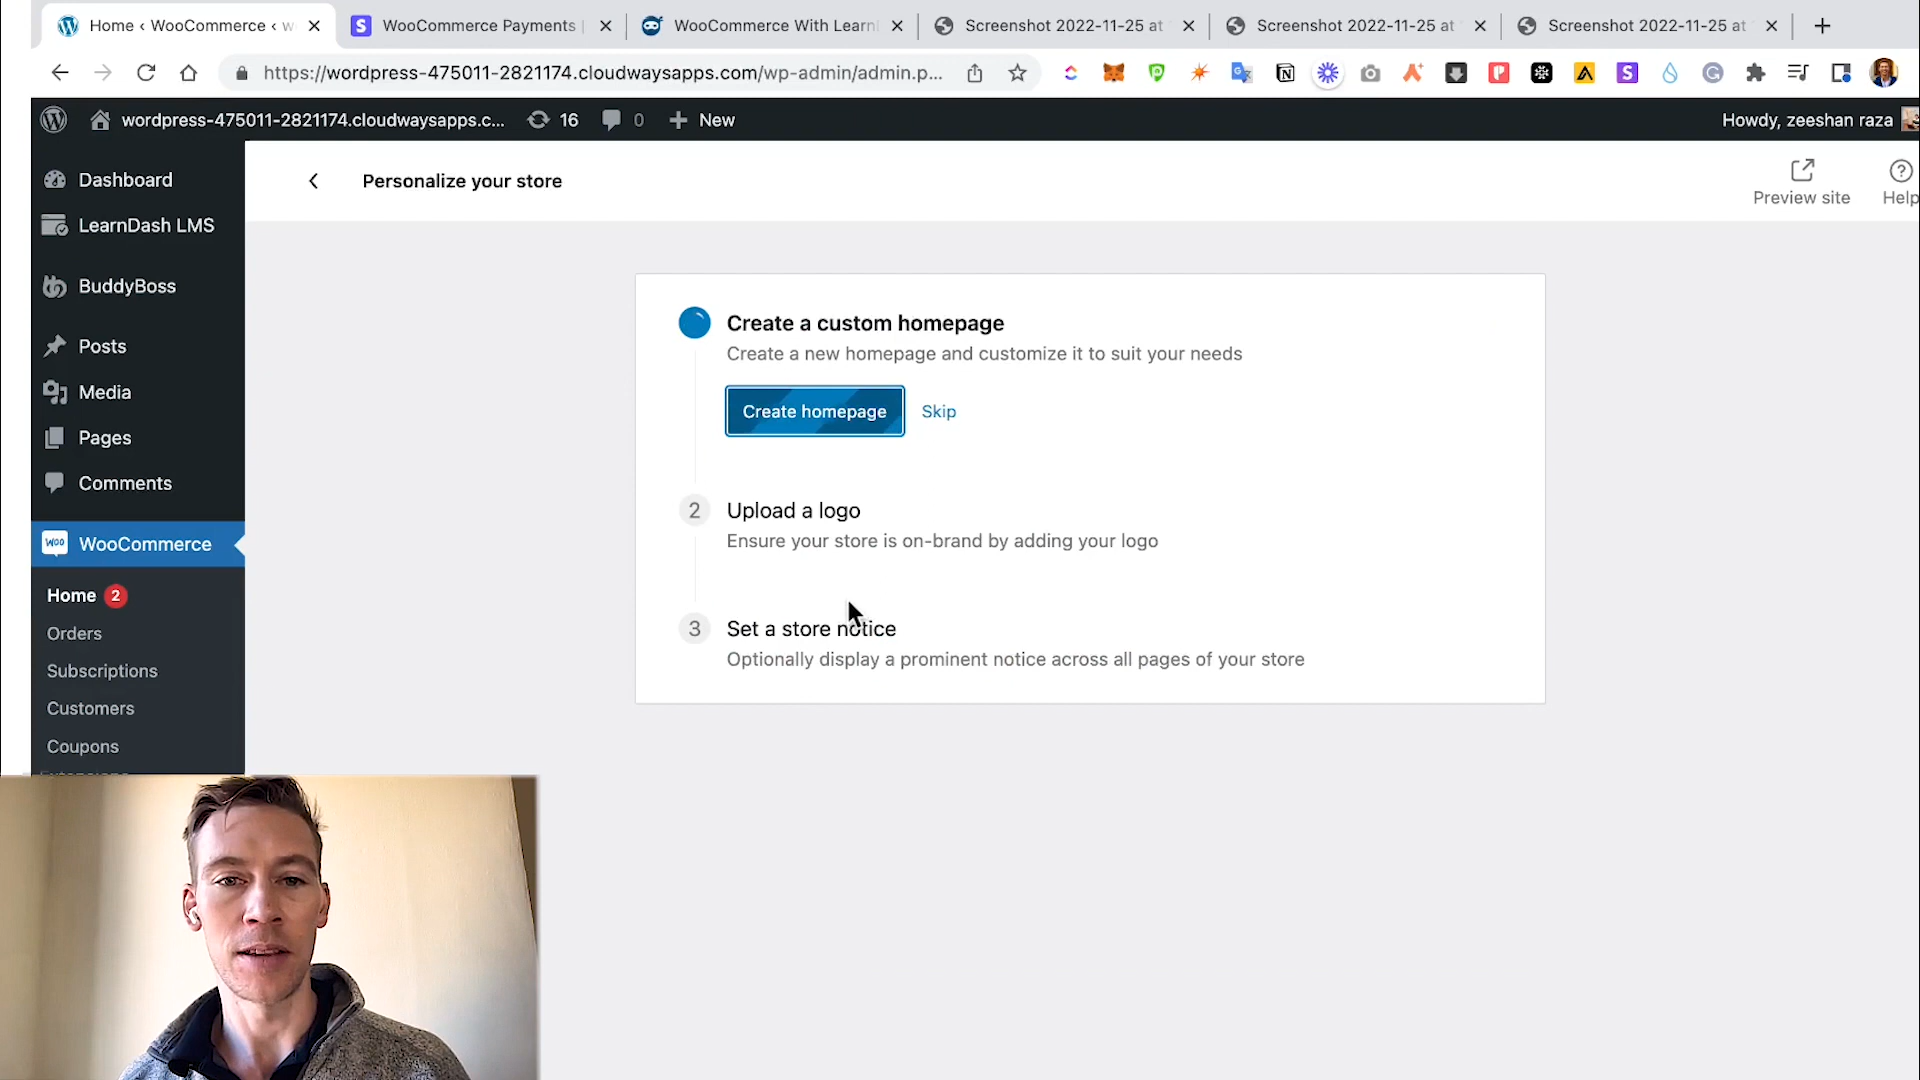 Home ‹ WooCommerce ‹ w
WooCommerce Payments |
WooCommerce With Learn
Screenshot 2022-11-25 at
Screenshot 2022-11-25 at
Screenshot 2022-11-25 at
https://wordpress-475011-2821174.cloudwaysapps.com/wp-admin/admin.p...
wordpress-475011-2821174.cloudwaysapps.c... 16 0 New
Howdy, zeeshan raza
Dashboard
LearnDash LMS
BuddyBoss
Posts
Media
Pages
Comments
woo WooCommerce
Home 2
Orders
Subscriptions
Customers
Coupons
Personalize your store
Preview site
Help
Create a custom homepage
Create a new homepage and customize it to suit your needs
Create homepage Skip
2 Upload a logo
Ensure your store is on-brand by adding your logo
3 Set a store notice
Optionally display a prominent notice across all pages of your store